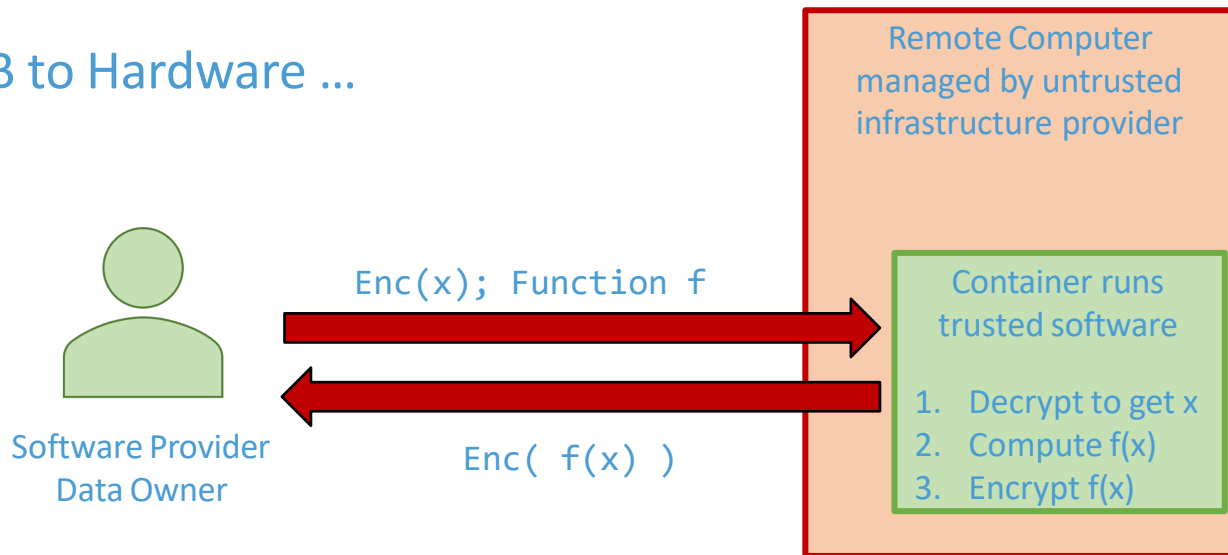 B to Hardware ...
Remote Computer
managed by untrusted
infrastructure provider
Enc(x); Function f
Container runs
trusted software
1. Decrypt to get x
2. Compute f(x)
3. Encrypt f(x)
Enc( f(x) )
Software Provider
Data Owner